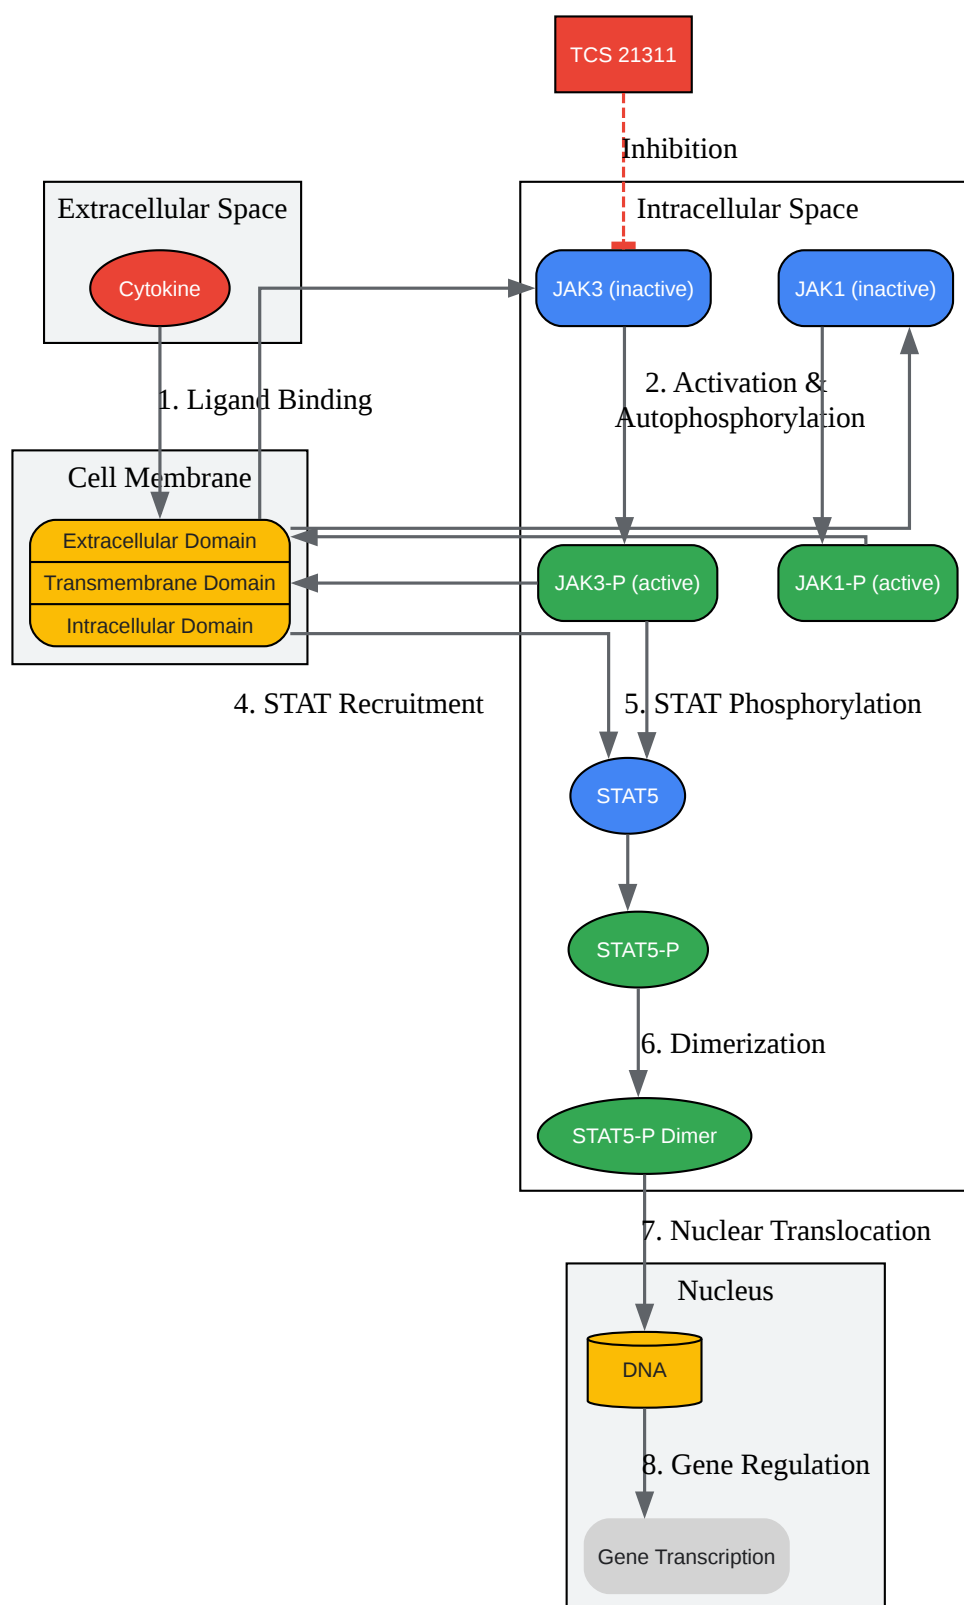 TCS 21311
Inhibition
Extracellular Space
Intracellular Space
Cytokine
JAK3 (inactive)
JAK1 (inactive)
1. Ligand Binding
2. Activation &
Autophosphorylation
Cell Membrane
Extracellular Domain
Transmembrane Domain
Intracellular Domain
JAK3-P (active)
JAK1-P (active)
4. STAT Recruitment
5. STAT Phosphorylation
STAT5
STAT5-P
6. Dimerization
STAT5-P Dimer
7. Nuclear Translocation
Nucleus
DNA
8. Gene Regulation
Gene Transcription